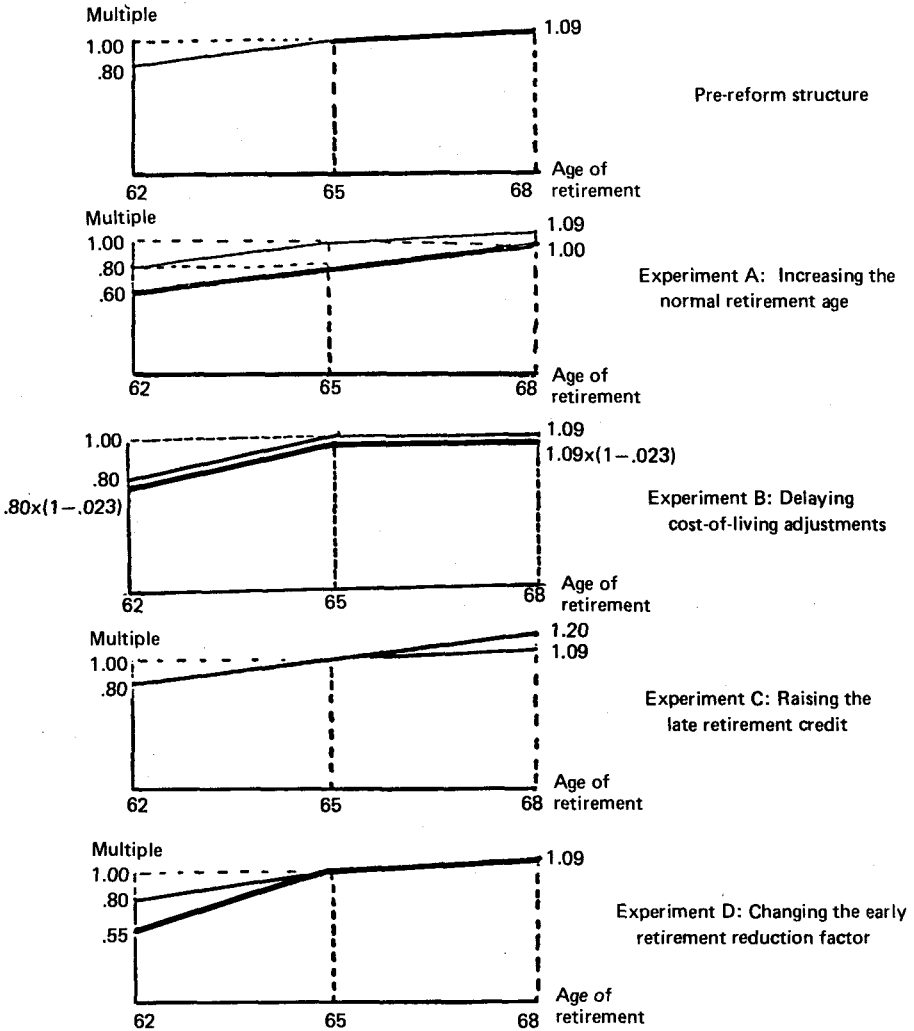 Multiple
1.00
.80
1.09
Pre-reform structure
62
65
68
Age of
retirement
Multiple
1.00
.80
.60
1.09
1.00
Experiment A: Increasing the
normal retirement age
62
65
68
Age of
retirement
1.00
.80
.80x(1-.023)
1.09
1.09x(1-.023)
Experiment B: Delaying
cost-of-living adjustments
62
65
68
Age of
retirement
Multiple
1.00
.80
1.20
1.09
Experiment C: Raising the
late retirement credit
62
65
68
Age of
retirement
Multiple
1.00
.80
.55
1.09
Experiment D: Changing the early
retirement reduction factor
62
65
68
Age of
retirement